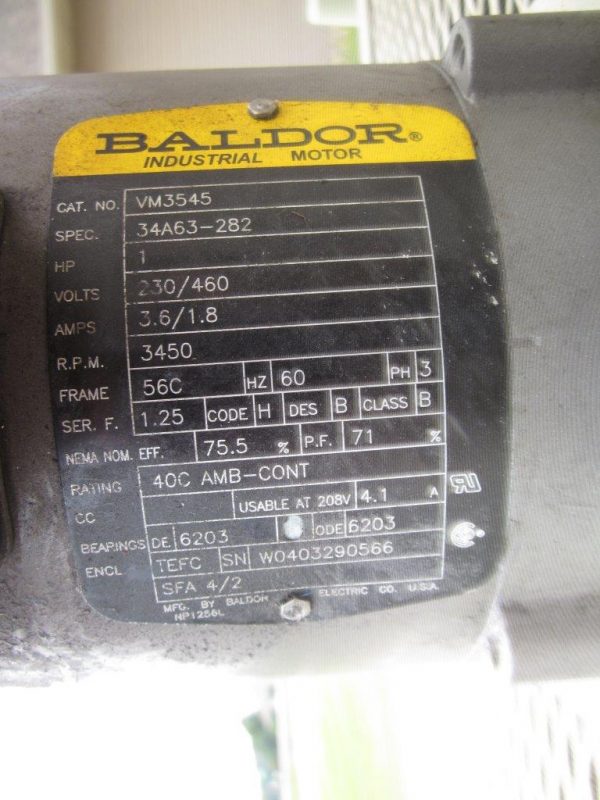 BALDOR®
INDUSTRIAL MOTOR
CAT. NO. VM3545
SPEC. 34A63-282
HP 1
VOLTS 230/460
AMPS 3.6/1.8
R.P.M. 3450
FRAME 56C HZ 60 PH 3
SER. F. 1.25 CODE H DES B CLASS B
NEMA NOM. EFF. 75.5 % P.F. 71 %
RATING 40C AMB-CONT
CC USABLE AT 208V 4.1 A
BEARINGS DE 6203 ODE 6203
ENCL TEFC SN W0403290566
SFA 4/2
MFG. BY BALDOR ELECTRIC CO. U.S.A.
NP1256L